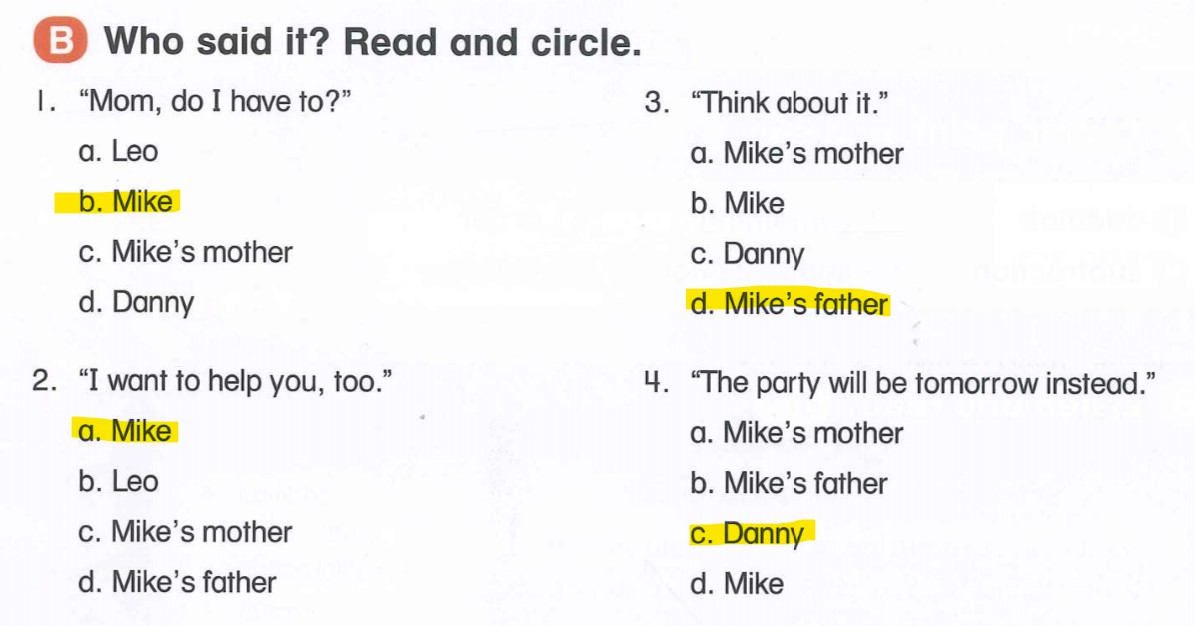 B Who said it? Read and circle.
1. “Mom, do I have to?”
a. Leo
b. Mike
c. Mike’s mother
d. Danny
2. “I want to help you, too.”
a. Mike
b. Leo
c. Mike’s mother
d. Mike’s father
3. “Think about it.”
a. Mike’s mother
b. Mike
c. Danny
d. Mike’s father
4. “The party will be tomorrow instead.”
a. Mike’s mother
b. Mike’s father
c. Danny
d. Mike